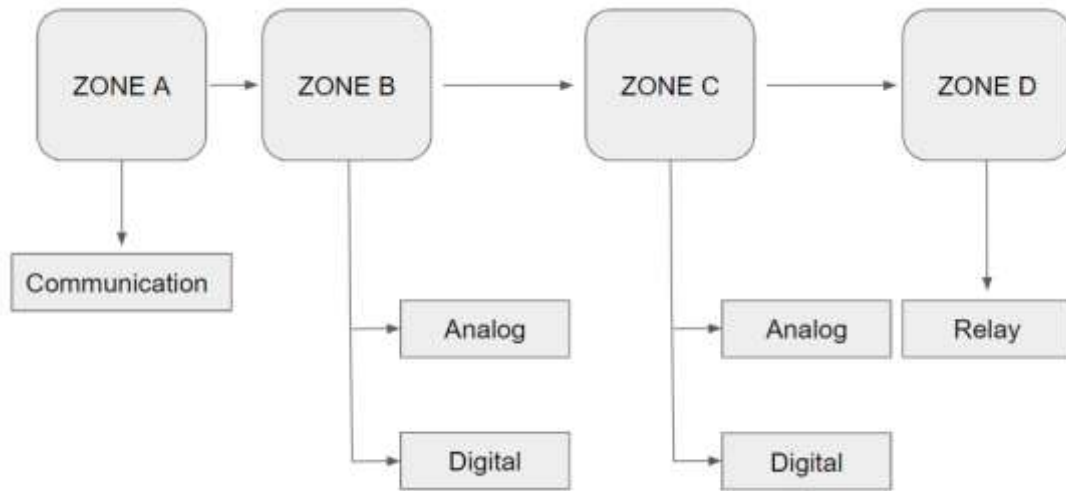 ZONE A
ZONE B
ZONE C
ZONE D
Communication
Analog
Analog
Relay
Digital
Digital